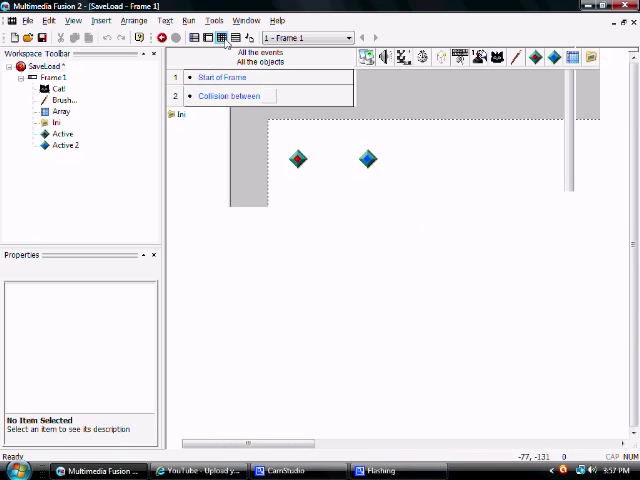 Multimedia Fusion 2 - [SaveLoad - Frame 1]
File Edit View Insert Arrange Text Run Tools Window Help
1 - Frame 1
Workspace Toolbar
SaveLoad *
Frame 1
Cat!
Brush...
Array
Ini
Active
Active 2
All the events
All the objects
1 Start of Frame
2 Collision between
Ini
Properties
No Item Selected
Select an item to see its description
Ready
-77, -131 0 CAP NUM
Multimedia Fusion ...
YouTube - Upload y...
CamStudio
Flashing
3:57 PM